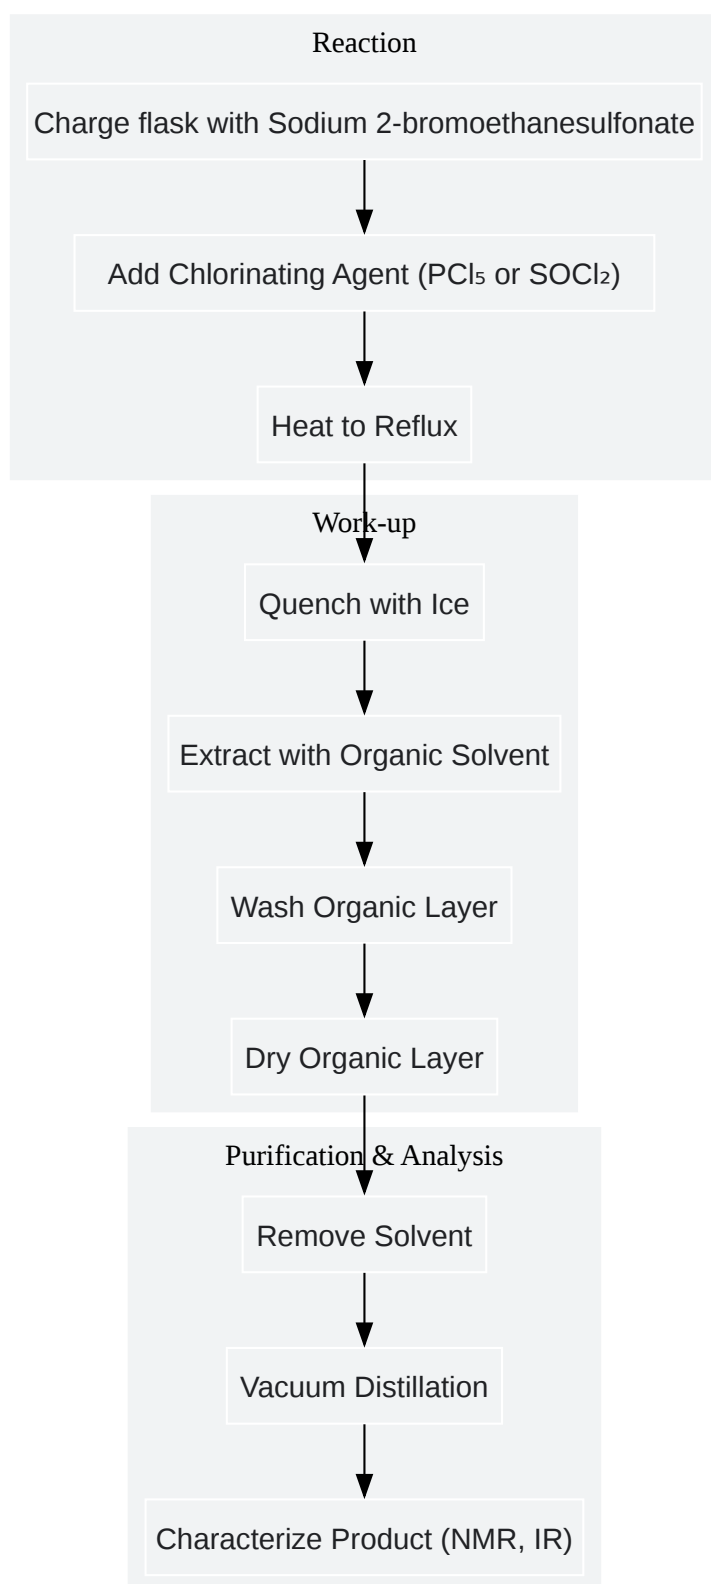 Reaction
Charge flask with Sodium 2-bromoethanesulfonate
Add Chlorinating Agent (PCl₅ or SOCl₂)
Heat to Reflux
Work-up
Quench with Ice
Extract with Organic Solvent
Wash Organic Layer
Dry Organic Layer
Purification & Analysis
Remove Solvent
Vacuum Distillation
Characterize Product (NMR, IR)